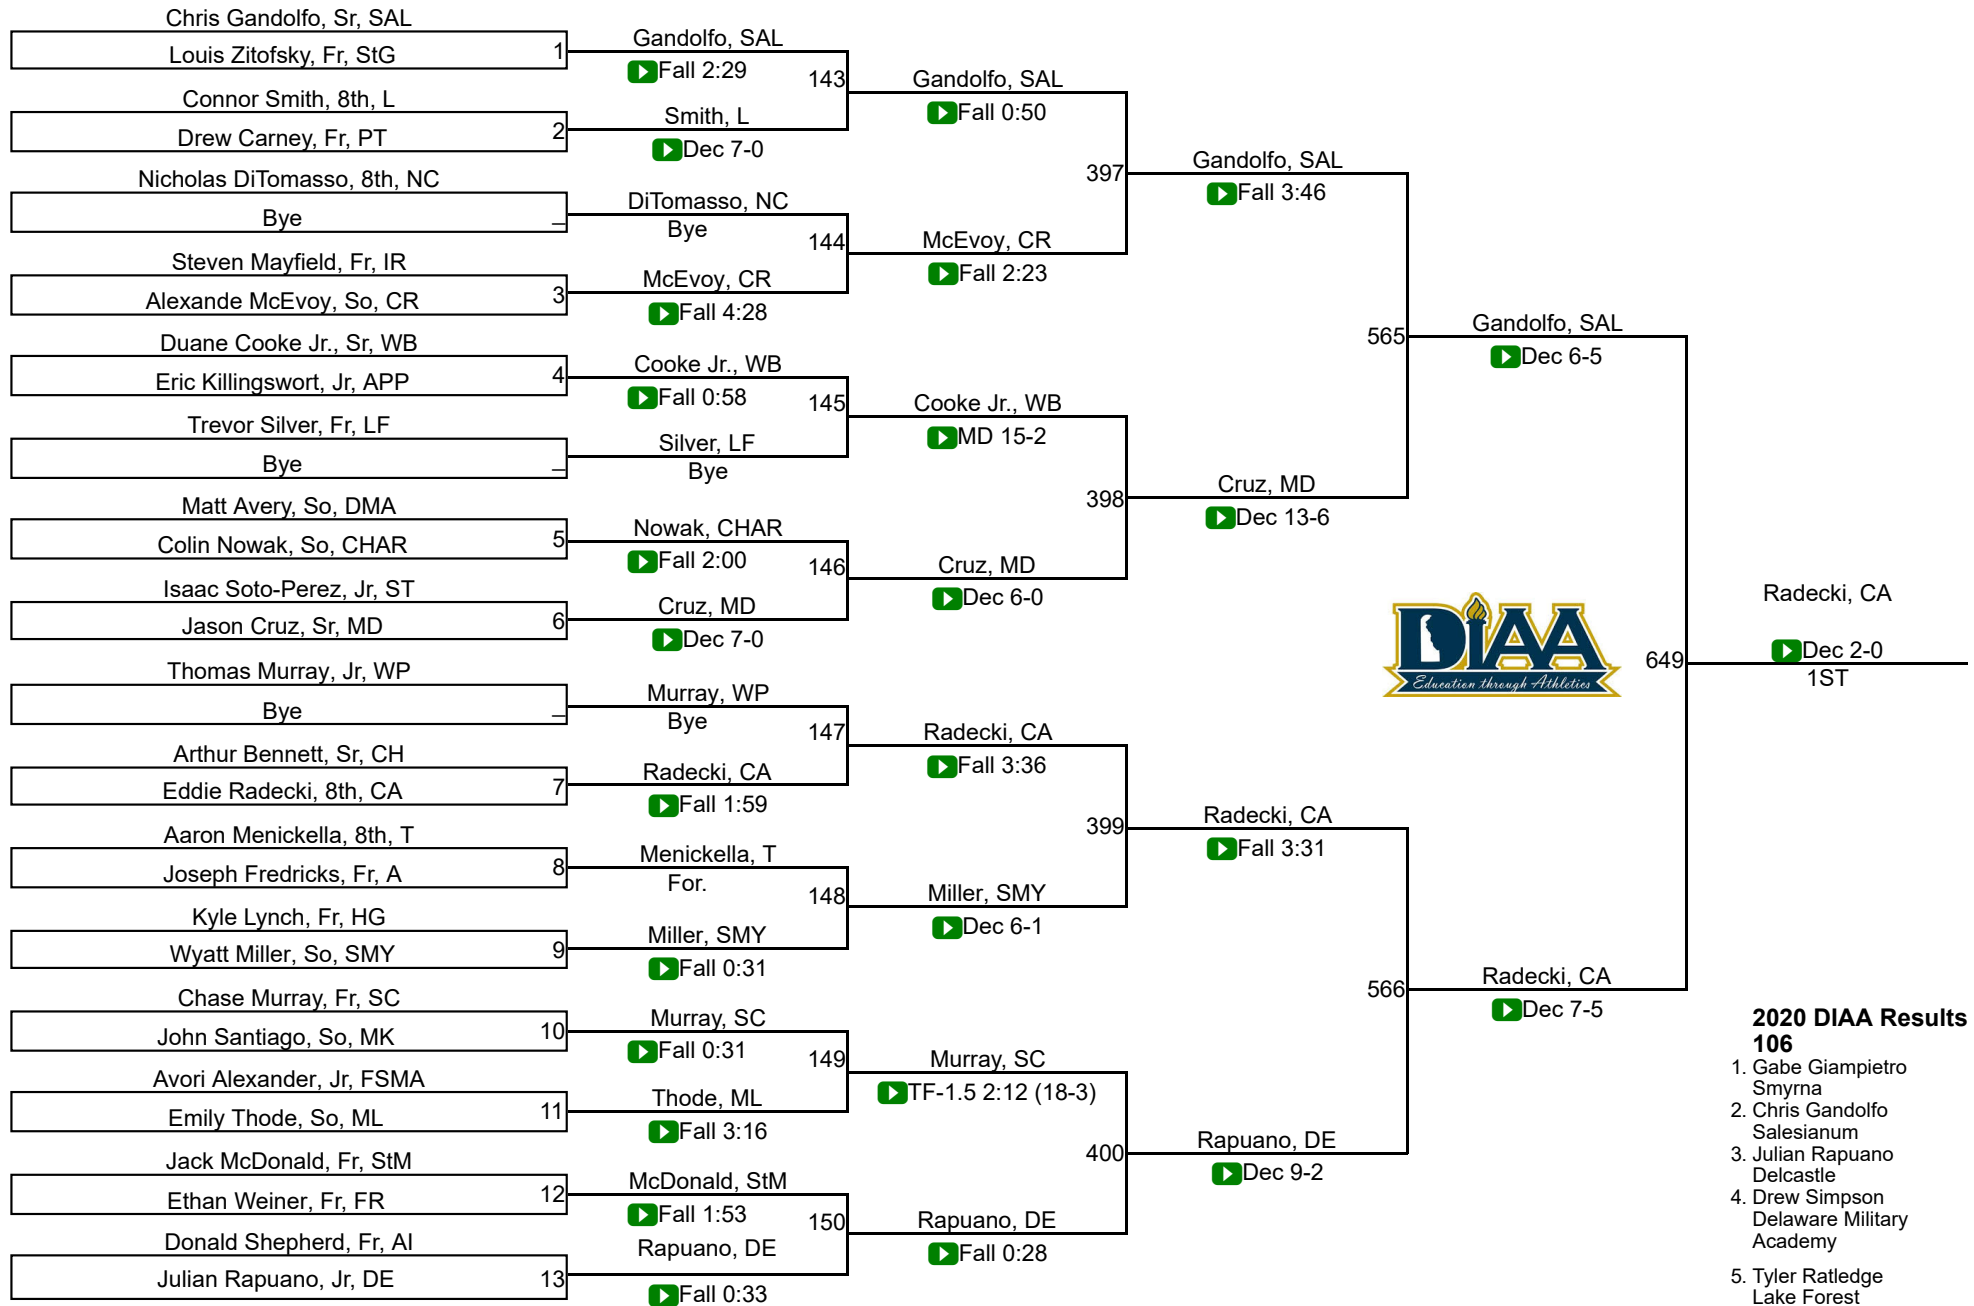 Chris Gandolfo, Sr, SAL
Louis Zitofsky, Fr, StG
1
Connor Smith, 8th, L
Drew Carney, Fr, PT
2
Nicholas DiTomasso, 8th, NC
Bye
_
Steven Mayfield, Fr, IR
Alexande McEvoy, So, CR
3
Duane Cooke Jr., Sr, WB
Eric Killingswort, Jr, APP
4
Trevor Silver, Fr, LF
Bye
_
Matt Avery, So, DMA
Colin Nowak, So, CHAR
5
Isaac Soto-Perez, Jr, ST
Jason Cruz, Sr, MD
6
Thomas Murray, Jr, WP
Bye
_
Arthur Bennett, Sr, CH
Eddie Radecki, 8th, CA
7
Aaron Menickella, 8th, T
Joseph Fredricks, Fr, A
8
Kyle Lynch, Fr, HG
Wyatt Miller, So, SMY
9
Chase Murray, Fr, SC
John Santiago, So, MK
10
Avori Alexander, Jr, FSMA
Emily Thode, So, ML
11
Jack McDonald, Fr, StM
Ethan Weiner, Fr, FR
12
Donald Shepherd, Fr, AI
Julian Rapuano, Jr, DE
13
Gandolfo, SAL
Fall 2:29
143
Smith, L
Dec 7-0
DiTomasso, NC
Bye
144
McEvoy, CR
Fall 4:28
Cooke Jr., WB
Fall 0:58
145
Silver, LF
Bye
Nowak, CHAR
Fall 2:00
146
Cruz, MD
Dec 7-0
Murray, WP
Bye
147
Radecki, CA
Fall 1:59
Menickella, T
For.
148
Miller, SMY
Fall 0:31
Murray, SC
Fall 0:31
149
Thode, ML
Fall 3:16
McDonald, StM
Fall 1:53
150
Rapuano, DE
Fall 0:33
Gandolfo, SAL
Fall 0:50
397
McEvoy, CR
Fall 2:23
Cooke Jr., WB
MD 15-2
398
Cruz, MD
Dec 6-0
Radecki, CA
Fall 3:36
399
Miller, SMY
Dec 6-1
Murray, SC
TF-1.5 2:12 (18-3)
400
Rapuano, DE
Fall 0:28
Gandolfo, SAL
Fall 3:46
565
Cruz, MD
Dec 13-6
Radecki, CA
Fall 3:31
566
Rapuano, DE
Dec 9-2
Gandolfo, SAL
Dec 6-5
DIAA
Education through Athletics
649
Radecki, CA
Dec 7-5
Radecki, CA
Dec 2-0
1ST
2020 DIAA Results
106
1. Gabe Giampietro
Smyrna
2. Chris Gandolfo
Salesianum
3. Julian Rapuano
Delcastle
4. Drew Simpson
Delaware Military
Academy
5. Tyler Ratledge
Lake Forest